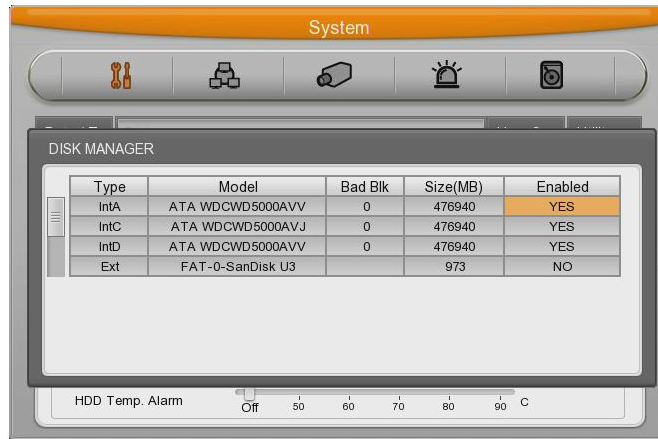 System
DISK MANAGER
Type Model Bad Blk Size(MB) Enabled
IntA ATA WDCWD5000AVV 0 476940 YES
IntC ATA WDCWD5000AVJ 0 476940 YES
IntD ATA WDCWD5000AVV 0 476940 YES
Ext FAT-0-SanDisk U3 973 NO
HDD Temp. Alarm Off 50 60 70 80 90 C